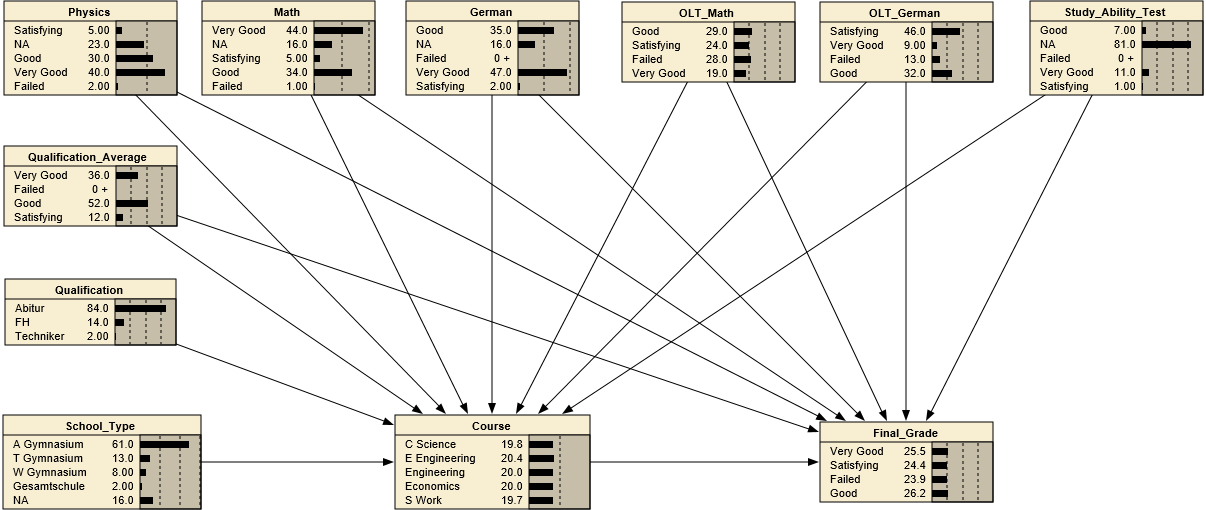 Physics
Satisfying 5.00
NA 23.0
Good 30.0
Very Good 40.0
Failed 2.00
Math
Very Good 44.0
NA 16.0
Satisfying 5.00
Good 34.0
Failed 1.00
German
Good 35.0
NA 16.0
Failed 0 +
Very Good 47.0
Satisfying 2.00
OLT_Math
Good 29.0
Satisfying 24.0
Failed 28.0
Very Good 19.0
OLT_German
Satisfying 46.0
Very Good 9.00
Failed 13.0
Good 32.0
Study_Ability_Test
Good 7.00
NA 81.0
Failed 0 +
Very Good 11.0
Satisfying 1.00
Qualification_Average
Very Good 36.0
Failed 0 +
Good 52.0
Satisfying 12.0
Qualification
Abitur 84.0
FH 14.0
Techniker 2.00
School_Type
A Gymnasium 61.0
T Gymnasium 13.0
W Gymnasium 8.00
Gesamtschule 2.00
NA 16.0
Course
C Science 19.8
E Engineering 20.4
Engineering 20.0
Economics 20.0
S Work 19.7
Final_Grade
Very Good 25.5
Satisfying 24.4
Failed 23.9
Good 26.2